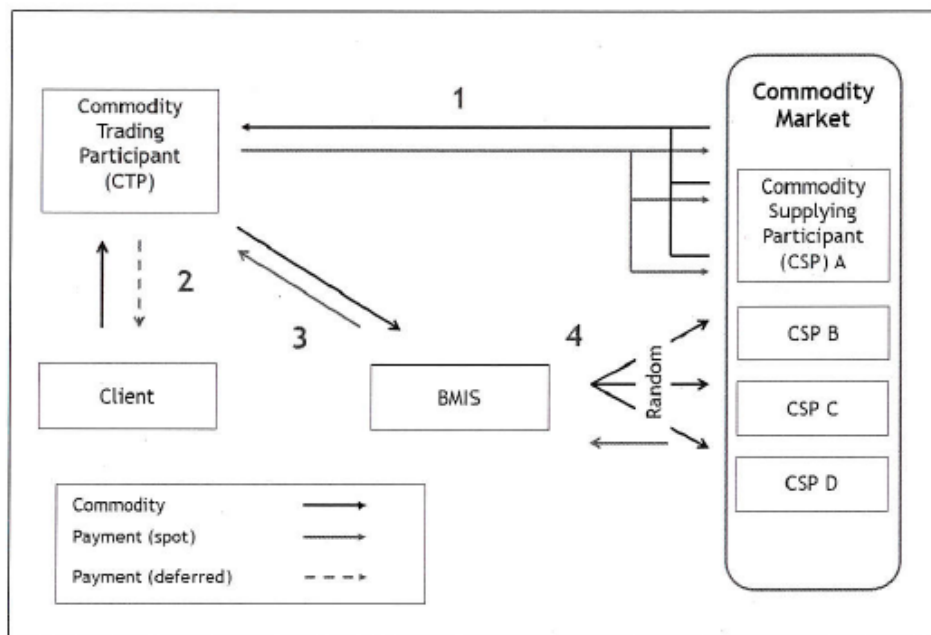 1
Commodity
Market
Commodity
Trading
Participant
(CTP)
Commodity
Supplying
Participant
(CSP) A
2
3
4
Random
CSP B
CSP C
CSP D
Client
BMIS
Commodity
Payment (spot)
Payment (deferred)